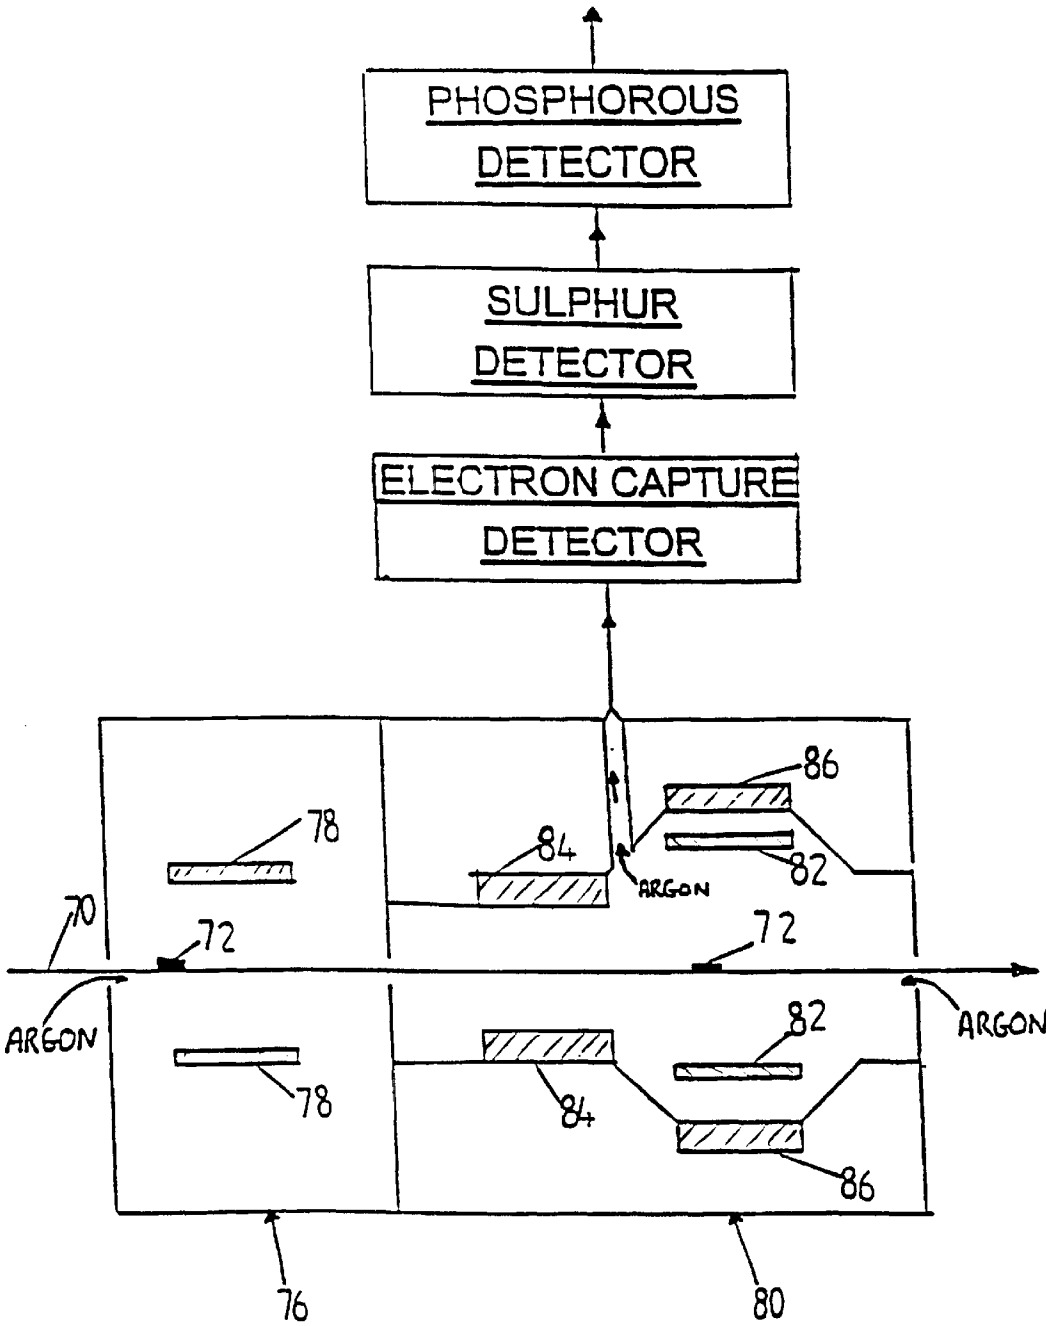 PHOSPHOROUS
DETECTOR
SULPHUR
DETECTOR
ELECTRON CAPTURE
DETECTOR
86
78
84
82
ARGON
70
72
72
ARGON
82
ARGON
78
84
86
76
80